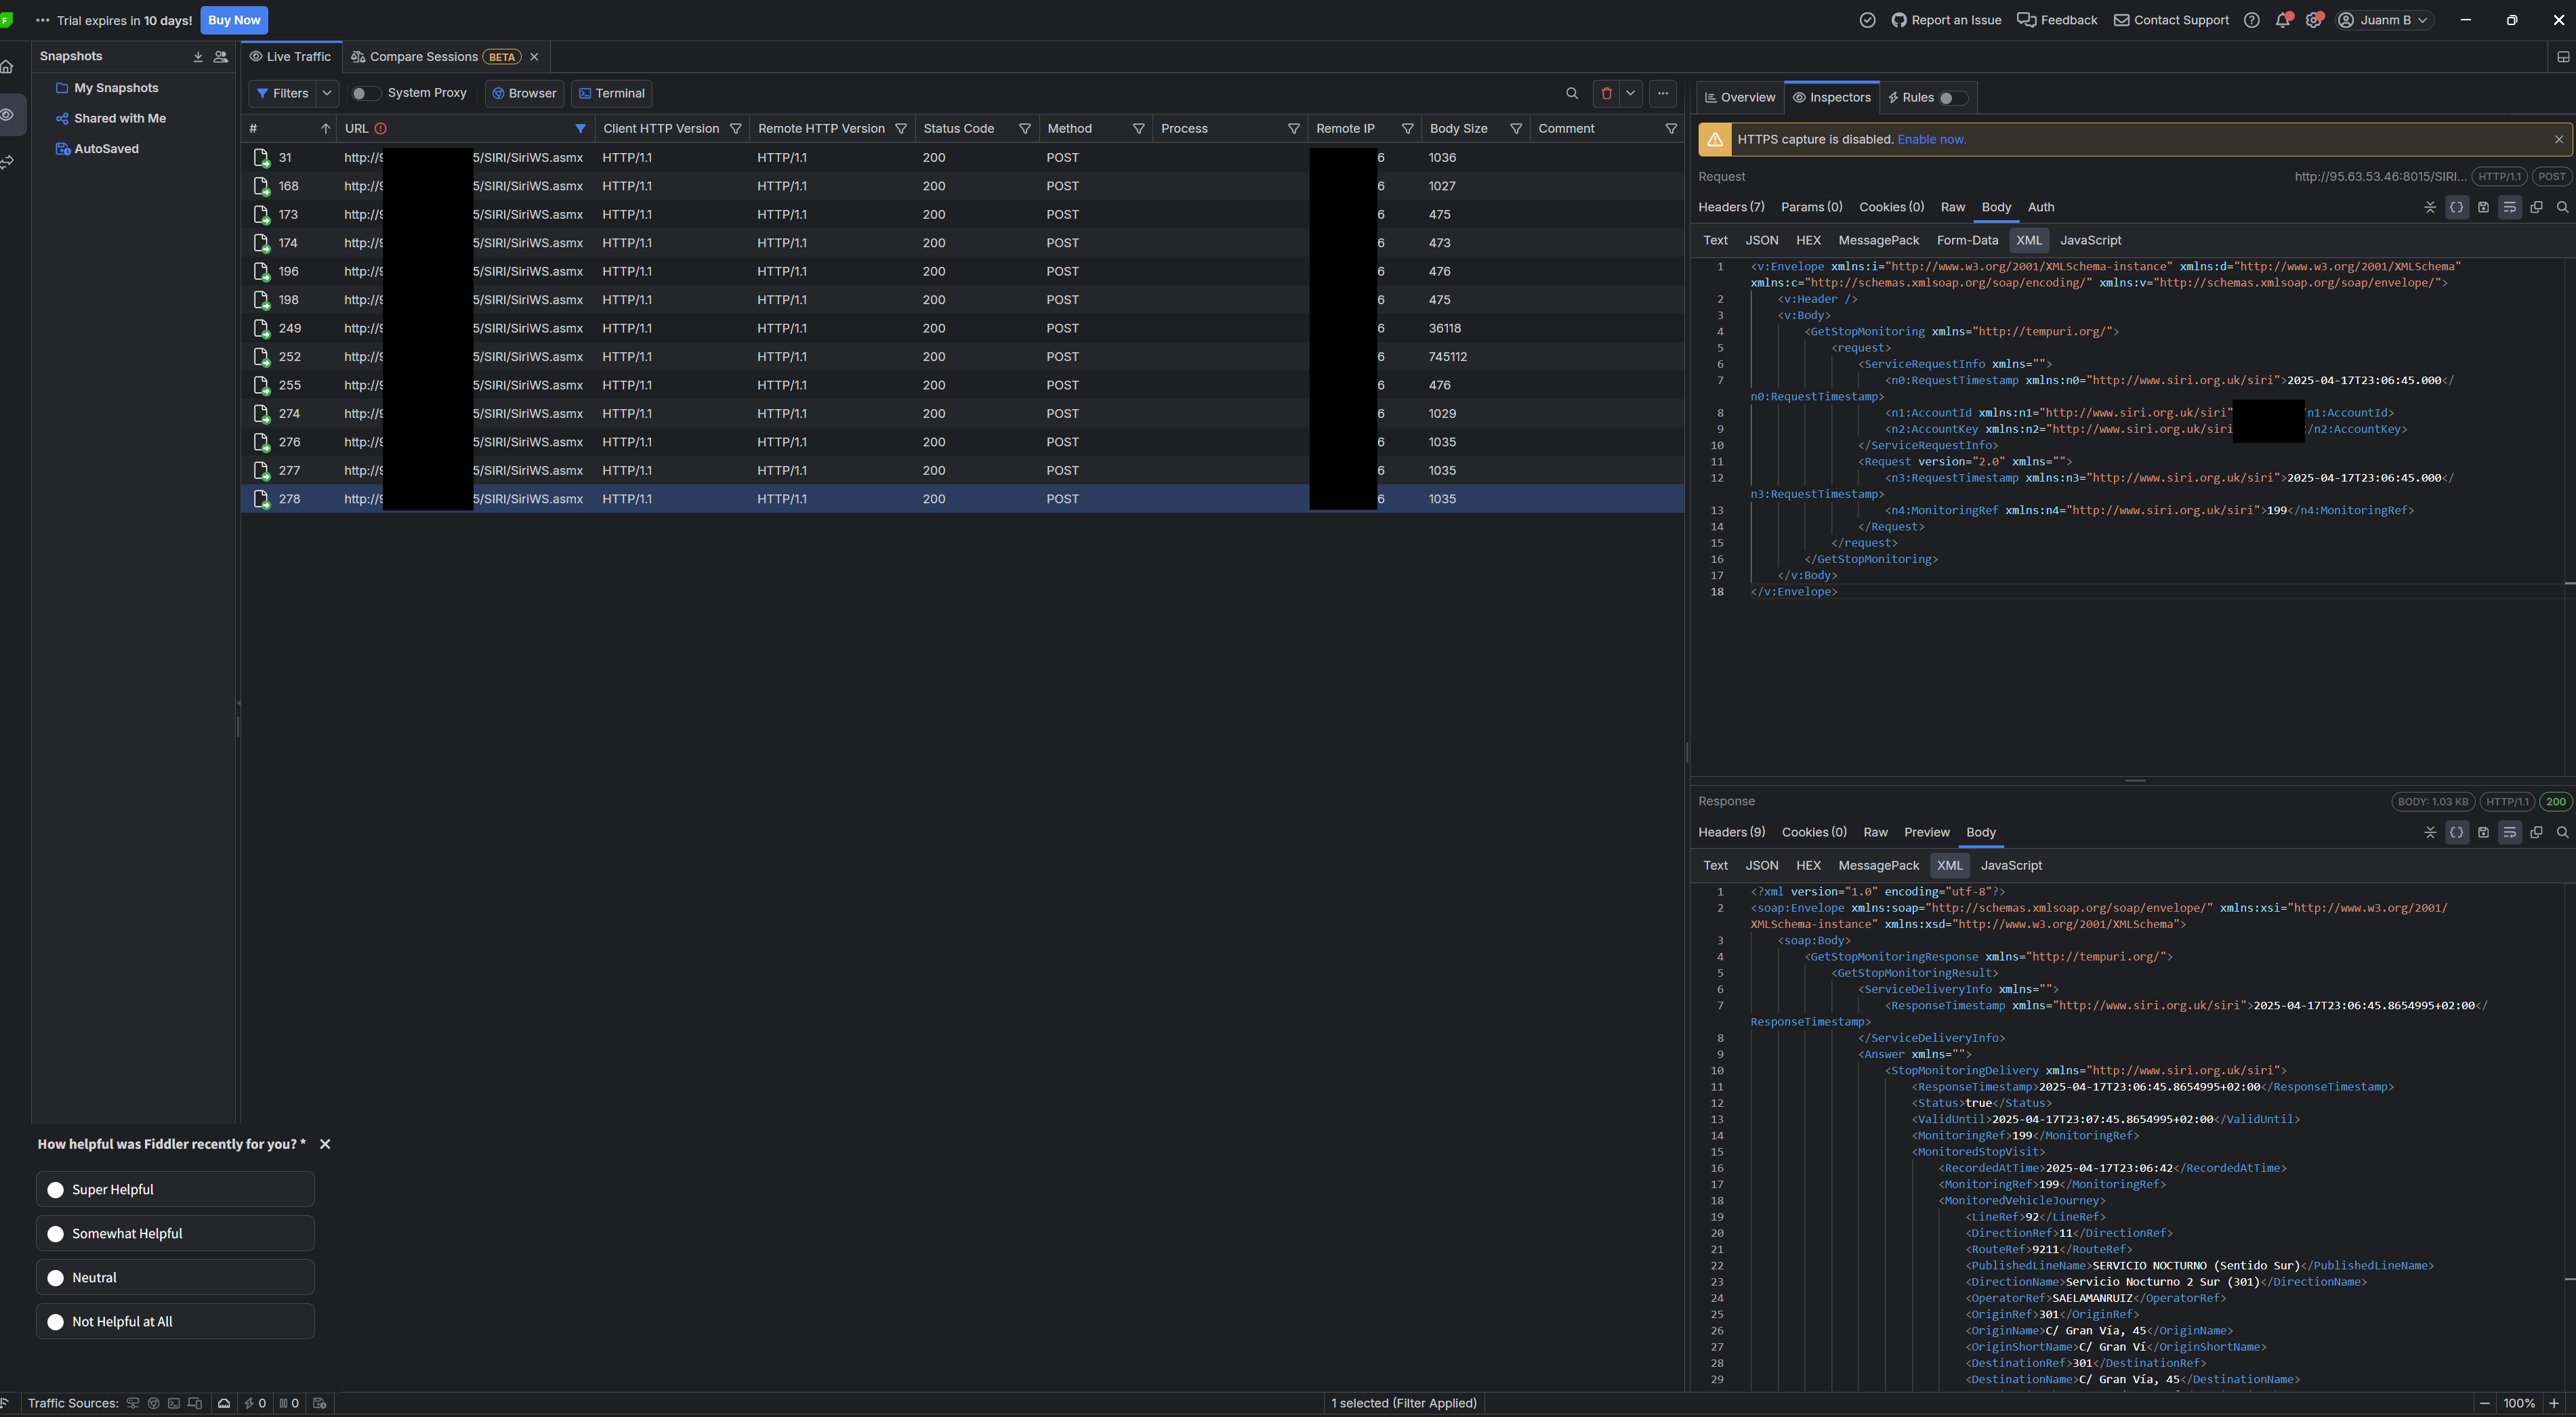 Trial expires in 10 days! Buy Now
Report an Issue Feedback Contact Support Juanm B
Snapshots
My Snapshots
Shared with Me
AutoSaved
Live Traffic Compare Sessions BETA
Filters System Proxy Browser Terminal
# URL Client HTTP Version Remote HTTP Version Status Code Method Process Remote IP Body Size Comment
31 http://9 5/SIRI/SiriWS.asmx HTTP/1.1 HTTP/1.1 200 POST 6 1036
168 http://9 5/SIRI/SiriWS.asmx HTTP/1.1 HTTP/1.1 200 POST 6 1027
173 http://9 5/SIRI/SiriWS.asmx HTTP/1.1 HTTP/1.1 200 POST 6 475
174 http://9 5/SIRI/SiriWS.asmx HTTP/1.1 HTTP/1.1 200 POST 6 473
196 http://9 5/SIRI/SiriWS.asmx HTTP/1.1 HTTP/1.1 200 POST 6 476
198 http://9 5/SIRI/SiriWS.asmx HTTP/1.1 HTTP/1.1 200 POST 6 475
249 http://9 5/SIRI/SiriWS.asmx HTTP/1.1 HTTP/1.1 200 POST 6 36118
252 http://9 5/SIRI/SiriWS.asmx HTTP/1.1 HTTP/1.1 200 POST 6 745112
255 http://9 5/SIRI/SiriWS.asmx HTTP/1.1 HTTP/1.1 200 POST 6 476
274 http://9 5/SIRI/SiriWS.asmx HTTP/1.1 HTTP/1.1 200 POST 6 1029
276 http://9 5/SIRI/SiriWS.asmx HTTP/1.1 HTTP/1.1 200 POST 6 1035
277 http://9 5/SIRI/SiriWS.asmx HTTP/1.1 HTTP/1.1 200 POST 6 1035
278 http://9 5/SIRI/SiriWS.asmx HTTP/1.1 HTTP/1.1 200 POST 6 1035
Overview Inspectors Rules
HTTPS capture is disabled. Enable now.
Request http://95.63.53.46:8015/SIRI... HTTP/1.1 POST
Headers (7) Params (0) Cookies (0) Raw Body Auth
Text JSON HEX MessagePack Form-Data XML JavaScript
1 <v:Envelope xmlns:i="http://www.w3.org/2001/XMLSchema-instance" xmlns:d="http://www.w3.org/2001/XMLSchema"
xmlns:c="http://schemas.xmlsoap.org/soap/encoding/" xmlns:v="http://schemas.xmlsoap.org/soap/envelope/">
2 <v:Header />
3 <v:Body>
4 <GetStopMonitoring xmlns="http://tempuri.org/">
5 <request>
6 <ServiceRequestInfo xmlns="">
7 <n0:RequestTimestamp xmlns:n0="http://www.siri.org.uk/siri">2025-04-17T23:06:45.000</
n0:RequestTimestamp>
8 <n1:AccountId xmlns:n1="http://www.siri.org.uk/siri" /n1:AccountId>
9 <n2:AccountKey xmlns:n2="http://www.siri.org.uk/siri /n2:AccountKey>
10 </ServiceRequestInfo>
11 <Request version="2.0" xmlns="">
12 <n3:RequestTimestamp xmlns:n3="http://www.siri.org.uk/siri">2025-04-17T23:06:45.000</
n3:RequestTimestamp>
13 <n4:MonitoringRef xmlns:n4="http://www.siri.org.uk/siri">199</n4:MonitoringRef>
14 </Request>
15 </request>
16 </GetStopMonitoring>
17 </v:Body>
18 </v:Envelope>
Response BODY: 1.03 KB HTTP/1.1 200
Headers (9) Cookies (0) Raw Preview Body
Text JSON HEX MessagePack XML JavaScript
1 <?xml version="1.0" encoding="utf-8"?>
2 <soap:Envelope xmlns:soap="http://schemas.xmlsoap.org/soap/envelope/" xmlns:xsi="http://www.w3.org/2001/
XMLSchema-instance" xmlns:xsd="http://www.w3.org/2001/XMLSchema">
3 <soap:Body>
4 <GetStopMonitoringResponse xmlns="http://tempuri.org/">
5 <GetStopMonitoringResult>
6 <ServiceDeliveryInfo xmlns="">
7 <ResponseTimestamp xmlns="http://www.siri.org.uk/siri">2025-04-17T23:06:45.8654995+02:00</
ResponseTimestamp>
8 </ServiceDeliveryInfo>
9 <Answer xmlns="">
10 <StopMonitoringDelivery xmlns="http://www.siri.org.uk/siri">
11 <ResponseTimestamp>2025-04-17T23:06:45.8654995+02:00</ResponseTimestamp>
12 <Status>true</Status>
13 <ValidUntil>2025-04-17T23:07:45.8654995+02:00</ValidUntil>
14 <MonitoringRef>199</MonitoringRef>
15 <MonitoredStopVisit>
16 <RecordedAtTime>2025-04-17T23:06:42</RecordedAtTime>
17 <MonitoringRef>199</MonitoringRef>
18 <MonitoredVehicleJourney>
19 <LineRef>92</LineRef>
20 <DirectionRef>11</DirectionRef>
21 <RouteRef>9211</RouteRef>
22 <PublishedLineName>SERVICIO NOCTURNO (Sentido Sur)</PublishedLineName>
23 <DirectionName>Servicio Nocturno 2 Sur (301)</DirectionName>
24 <OperatorRef>SAELAMANRUIZ</OperatorRef>
25 <OriginRef>301</OriginRef>
26 <OriginName>C/ Gran Vía, 45</OriginName>
27 <OriginShortName>C/ Gran Ví</OriginShortName>
28 <DestinationRef>301</DestinationRef>
29 <DestinationName>C/ Gran Vía, 45</DestinationName>
How helpful was Fiddler recently for you? *
Super Helpful
Somewhat Helpful
Neutral
Not Helpful at All
Traffic Sources: 0 0 1 selected (Filter Applied) 100%